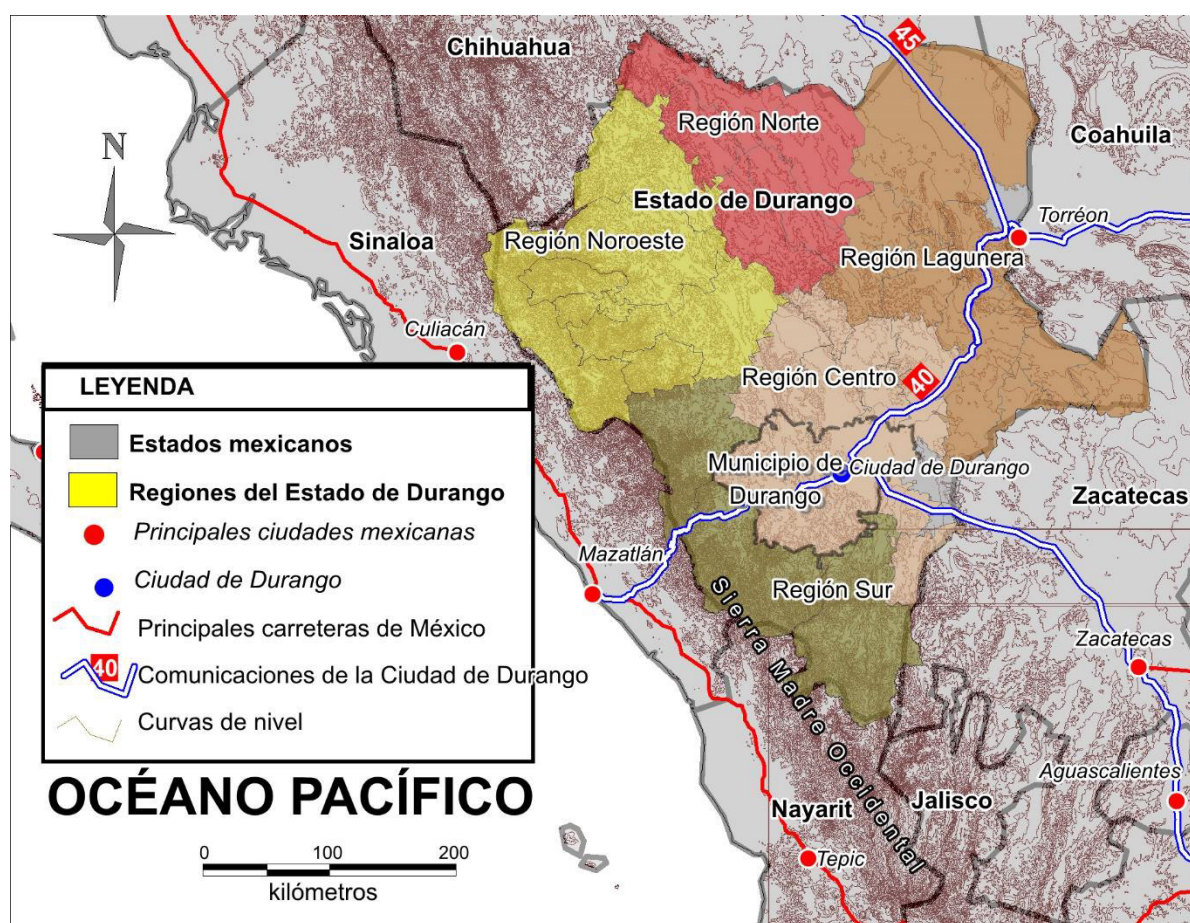 Chihuahua
45
Región Norte
Coahuila
N
Estado de Durango
Torréon
Sinaloa
Región Noroeste
Región Lagunera
Culiacán
LEYENDA
Estados mexicanos
Regiones del Estado de Durango
Principales ciudades mexicanas
Ciudad de Durango
Principales carreteras de México
40
Comunicaciones de la Ciudad de Durango
Curvas de nivel
Región Centro
40
Municipio de
Durango
Ciudad de Durango
Zacatecas
Mazatlán
Región Sur
Sierra Madre Occidental
Zacatecas
OCÉANO PACÍFICO
Aguascalientes
Nayarit
Jalisco
Tepic
0 100 200
kilómetros